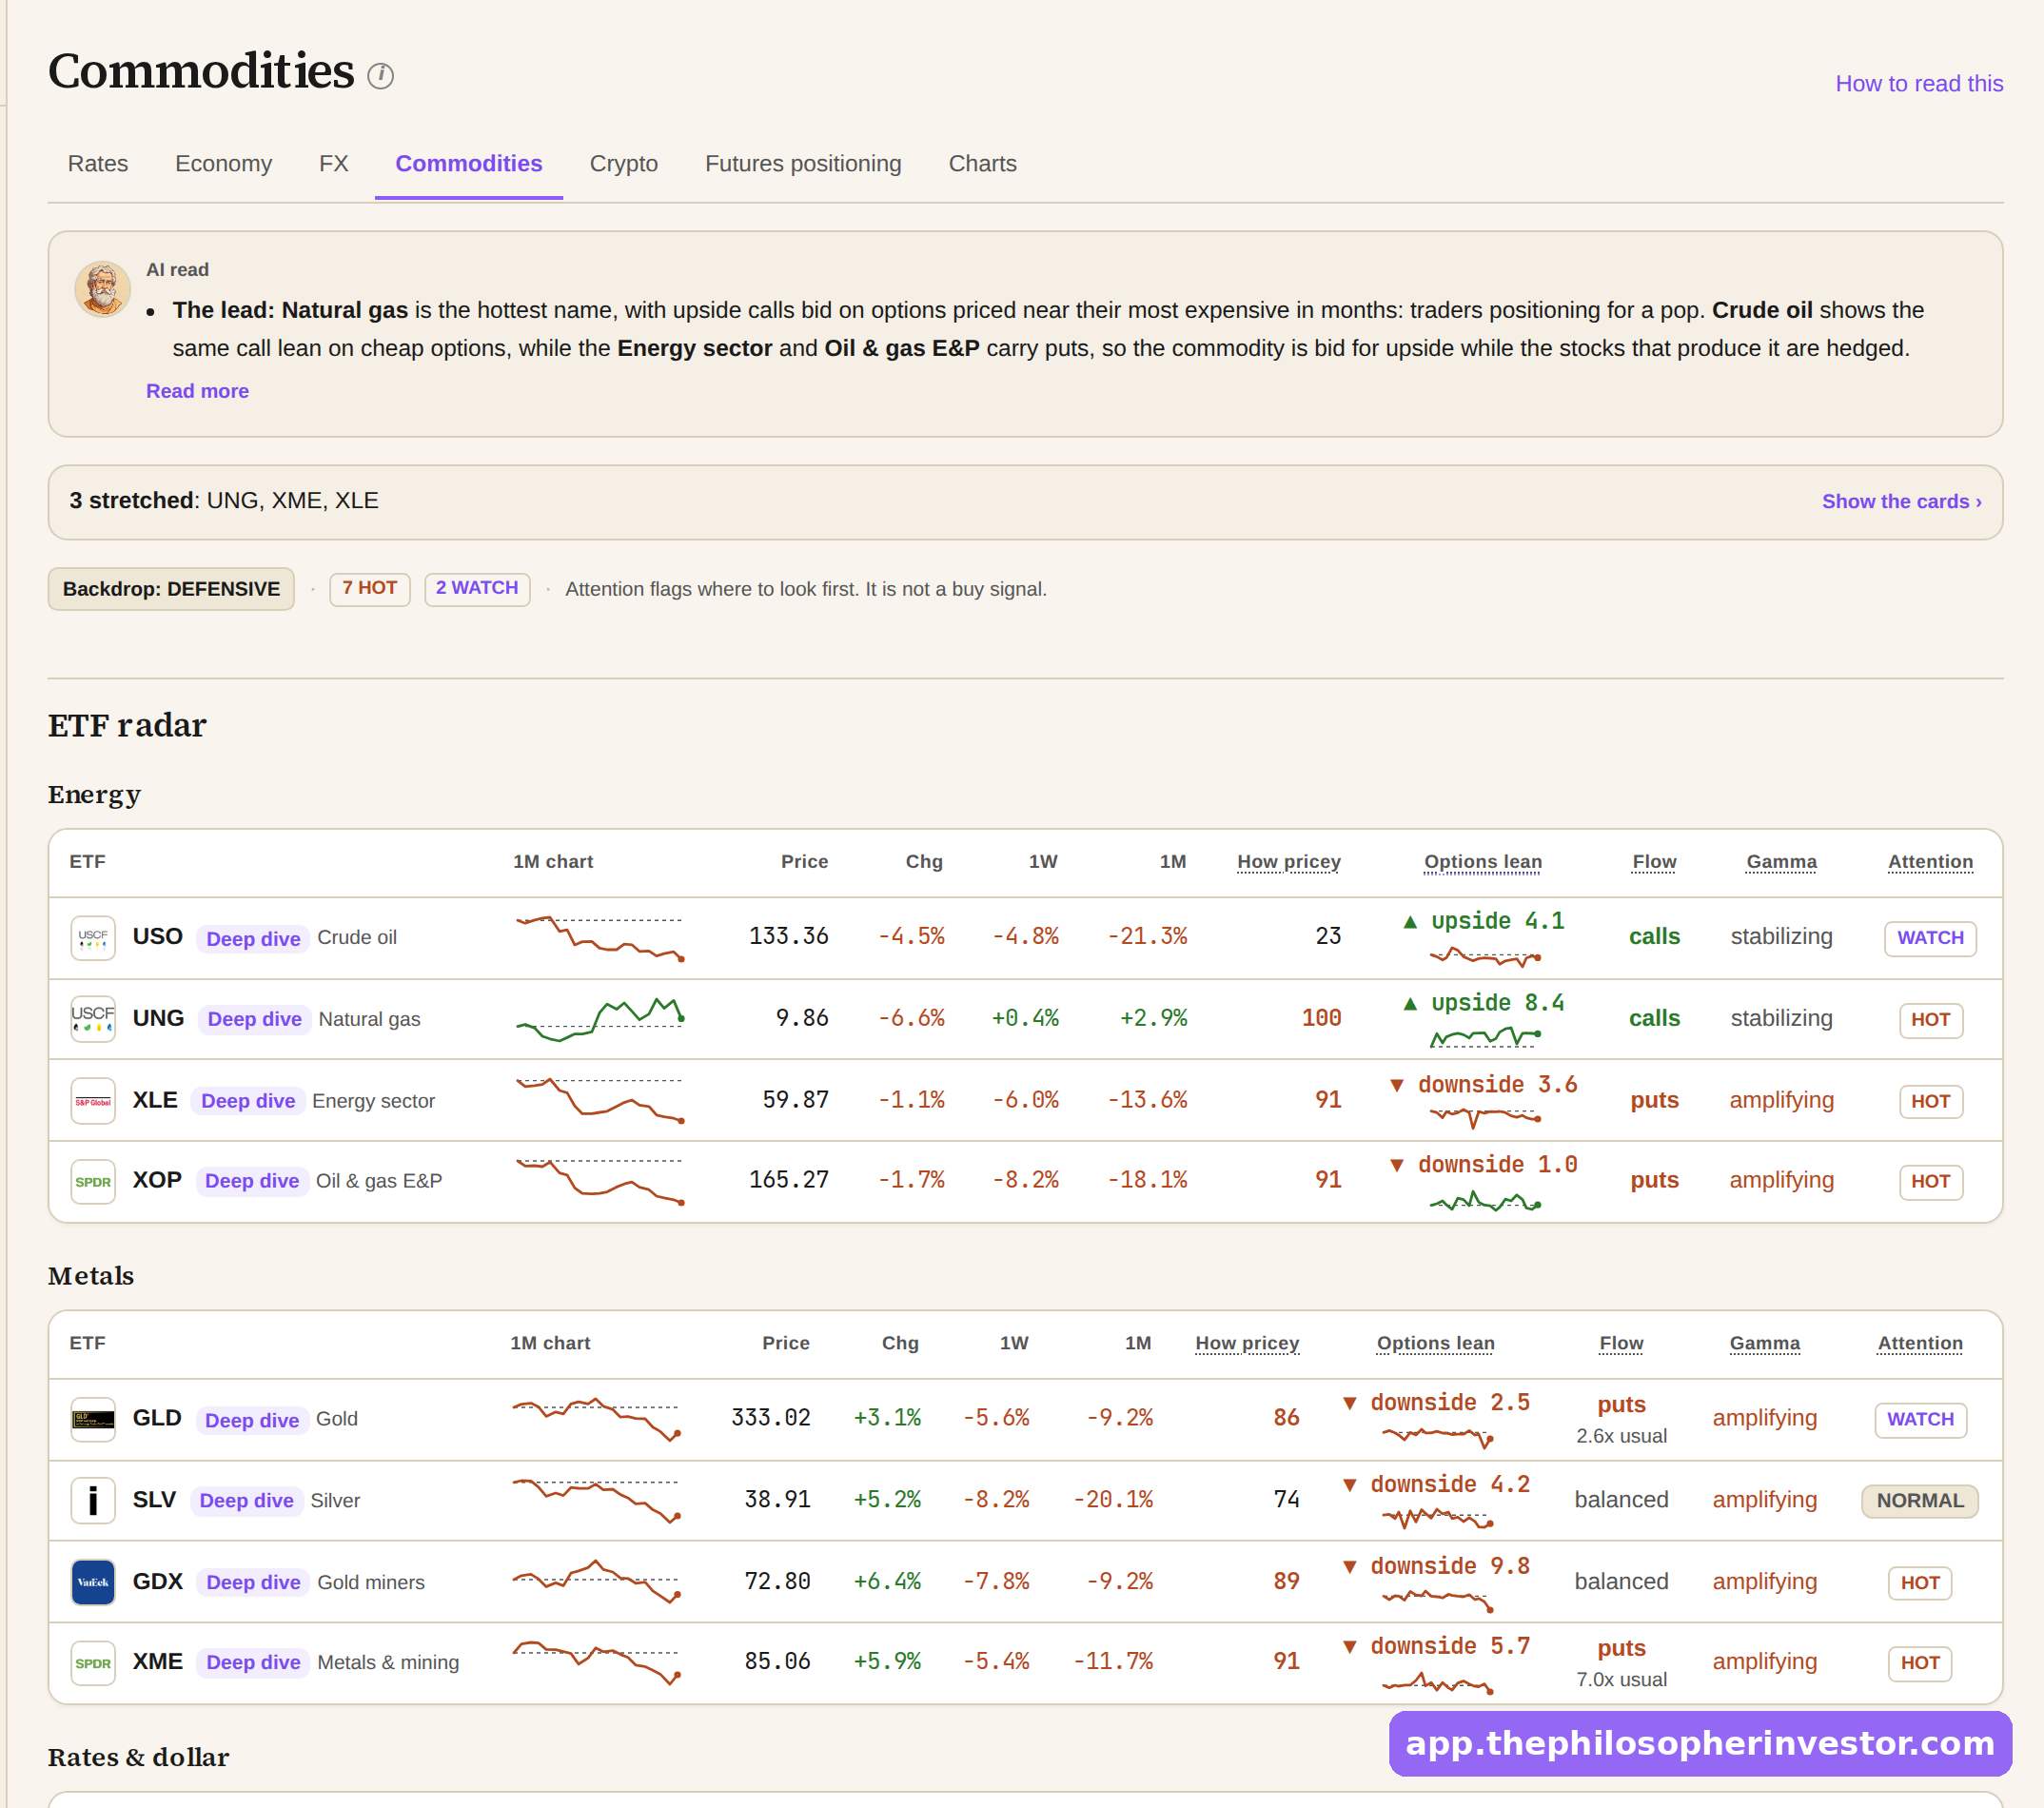 Commodities i
How to read this
Rates Economy FX Commodities Crypto Futures positioning Charts
AI read
• The lead: Natural gas is the hottest name, with upside calls bid on options priced near their most expensive in months: traders positioning for a pop. Crude oil shows the
same call lean on cheap options, while the Energy sector and Oil & gas E&P carry puts, so the commodity is bid for upside while the stocks that produce it are hedged.
Read more
3 stretched: UNG, XME, XLE
Show the cards ›
Backdrop: DEFENSIVE · 7 HOT 2 WATCH · Attention flags where to look first. It is not a buy signal.
ETF radar
Energy
ETF 1M chart Price Chg 1W 1M How pricey Options lean Flow Gamma Attention
USCF USO Deep dive Crude oil 133.36 -4.5% -4.8% -21.3% 23 ▲ upside 4.1 calls stabilizing WATCH
USCF UNG Deep dive Natural gas 9.86 -6.6% +0.4% +2.9% 100 ▲ upside 8.4 calls stabilizing HOT
S&P Global XLE Deep dive Energy sector 59.87 -1.1% -6.0% -13.6% 91 ▼ downside 3.6 puts amplifying HOT
SPDR XOP Deep dive Oil & gas E&P 165.27 -1.7% -8.2% -18.1% 91 ▼ downside 1.0 puts amplifying HOT
Metals
ETF 1M chart Price Chg 1W 1M How pricey Options lean Flow Gamma Attention
GLD GLD Deep dive Gold 333.02 +3.1% -5.6% -9.2% 86 ▼ downside 2.5 puts amplifying WATCH
2.6x usual
i SLV Deep dive Silver 38.91 +5.2% -8.2% -20.1% 74 ▼ downside 4.2 balanced amplifying NORMAL
VanEck GDX Deep dive Gold miners 72.80 +6.4% -7.8% -9.2% 89 ▼ downside 9.8 balanced amplifying HOT
SPDR XME Deep dive Metals & mining 85.06 +5.9% -5.4% -11.7% 91 ▼ downside 5.7 puts amplifying HOT
7.0x usual
Rates & dollar
app.thephilosopherinvestor.com